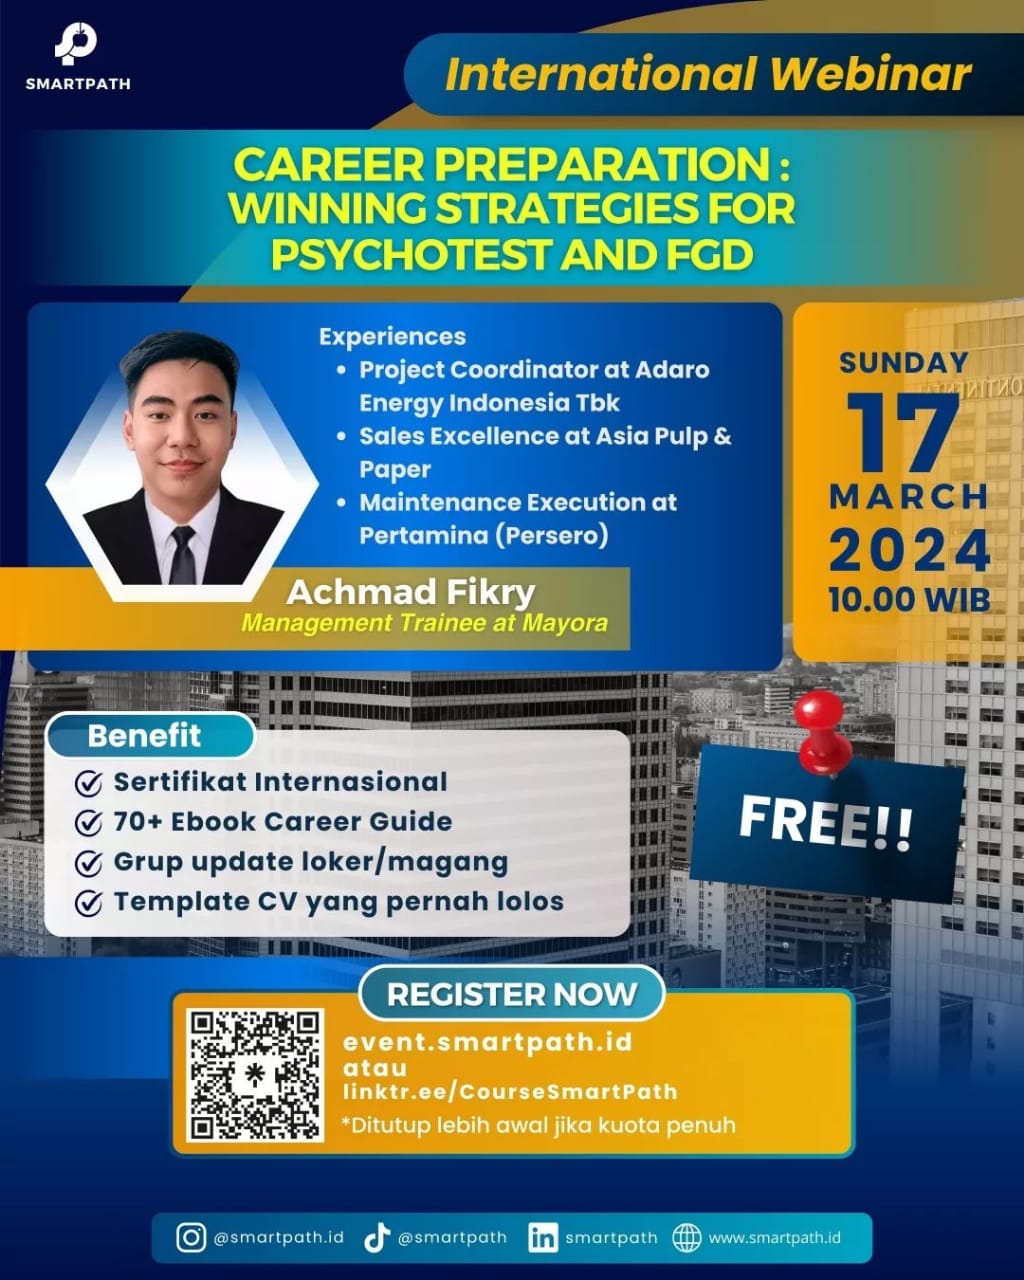 SMARTPATH
International Webinar
CAREER PREPARATION :
WINNING STRATEGIES FOR
PSYCHOTEST AND FGD
Experiences
• Project Coordinator at Adaro
Energy Indonesia Tbk
• Sales Excellence at Asia Pulp &
Paper
• Maintenance Execution at
Pertamina (Persero)
Achmad Fikry
Management Trainee at Mayora
SUNDAY
17
MARCH
2024
10.00 WIB
Benefit
Sertifikat Internasional
70+ Ebook Career Guide
Grup update loker/magang
Template CV yang pernah lolos
FREE!!
REGISTER NOW
event.smartpath.id
atau
linktr.ee/CourseSmartPath
*Ditutup lebih awal jika kuota penuh
@smartpath.id
@smartpath
smartpath
www.smartpath.id